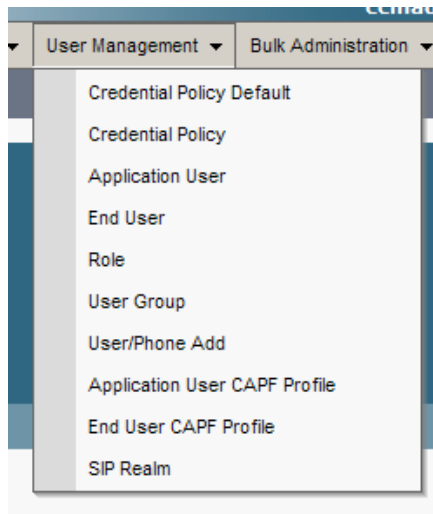 User Management Bulk Administration
Credential Policy Default
Credential Policy
Application User
End User
Role
User Group
User/Phone Add
Application User CAPF Profile
End User CAPF Profile
SIP Realm